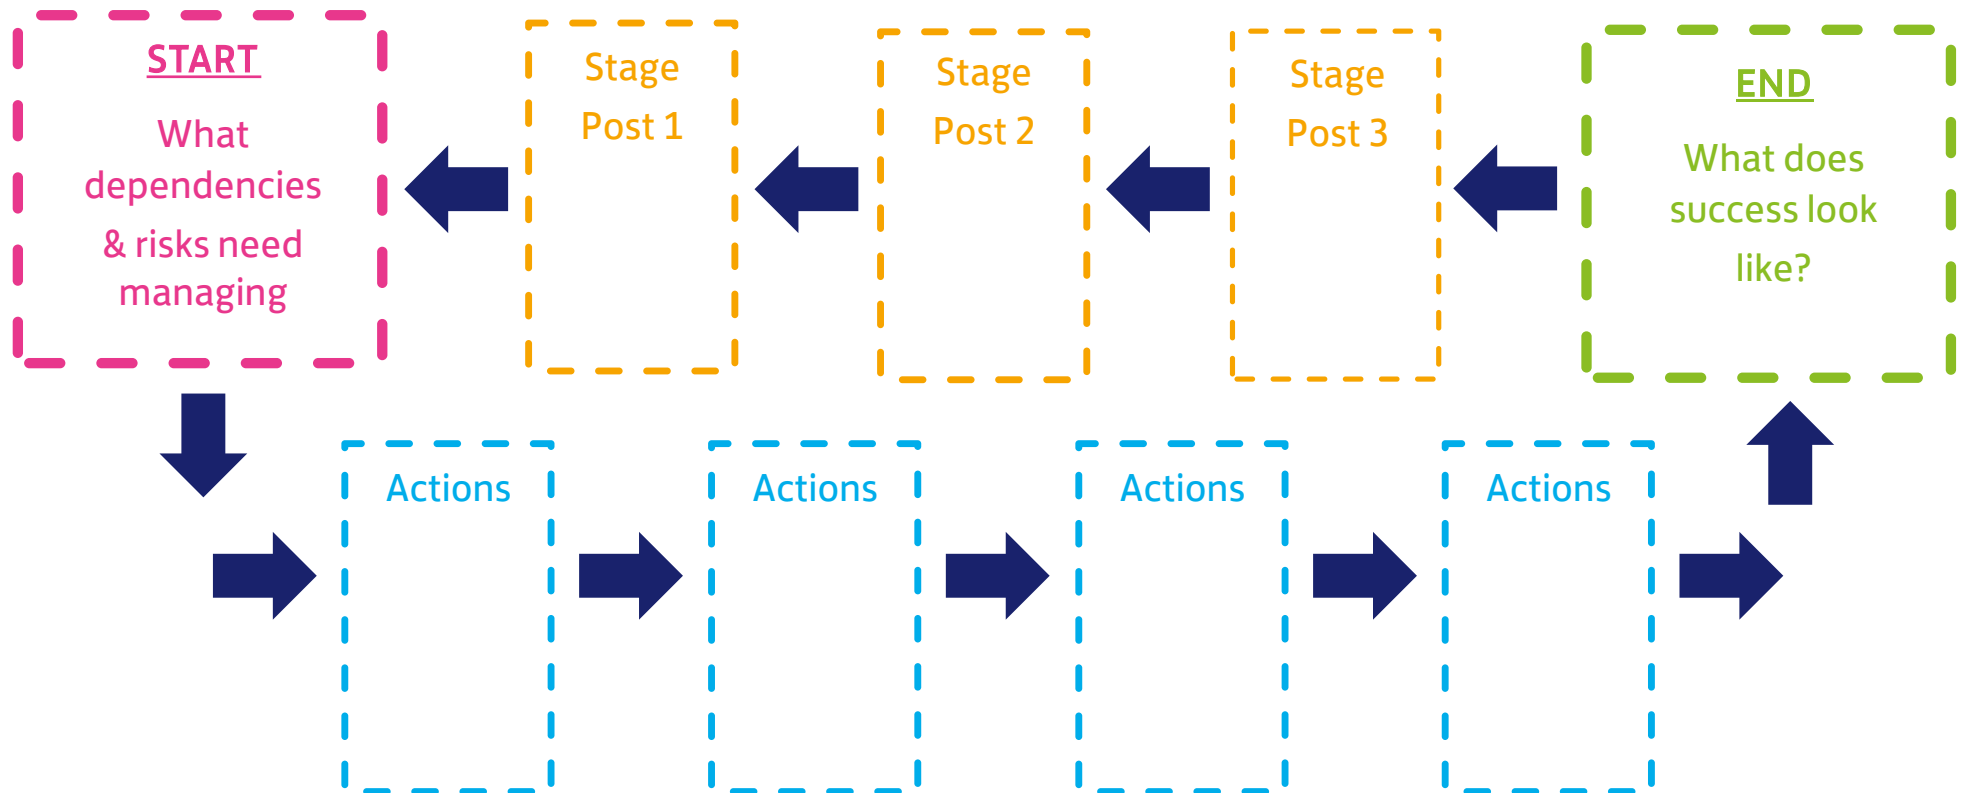 START
What
dependencies
& risks need
managing
Stage
Post 1
Stage
Post 2
Stage
Post 3
END
What does
success look
like?
Actions
Actions
Actions
Actions